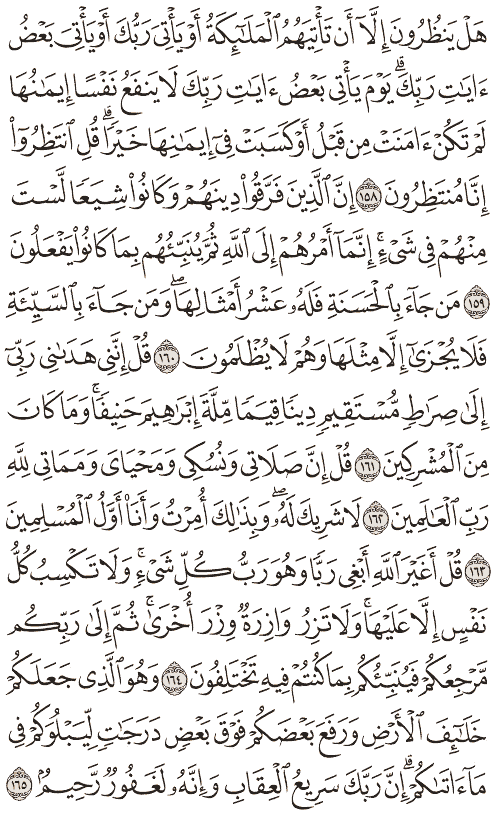 هَلۡ يَنظُرُونَ إِلَّآ أَن تَأۡتِيَهُمُ ٱلۡمَلَٰٓئِكَةُ أَوۡ يَأۡتِيَ رَبُّكَ أَوۡ يَأۡتِيَ بَعۡضُ
ءَايَٰتِ رَبِّكَۗ يَوۡمَ يَأۡتِي بَعۡضُ ءَايَٰتِ رَبِّكَ لَا يَنفَعُ نَفۡسًا إِيمَٰنُهَا
لَمۡ تَكُنۡ ءَامَنَتۡ مِن قَبۡلُ أَوۡ كَسَبَتۡ فِيٓ إِيمَٰنِهَا خَيۡرٗاۗ قُلِ ٱنتَظِرُوٓاْ
إِنَّا مُنتَظِرُونَ ١٥٨ إِنَّ ٱلَّذِينَ فَرَّقُواْ دِينَهُمۡ وَكَانُواْ شِيَعٗا لَّسۡتَ
مِنۡهُمۡ فِي شَيۡءٍۚ إِنَّمَآ أَمۡرُهُمۡ إِلَى ٱللَّهِ ثُمَّ يُنَبِّئُهُم بِمَا كَانُواْ يَفۡعَلُونَ
١٥٩ مَن جَآءَ بِٱلۡحَسَنَةِ فَلَهُۥ عَشۡرُ أَمۡثَالِهَاۖ وَمَن جَآءَ بِٱلسَّيِّئَةِ
فَلَا يُجۡزَىٰٓ إِلَّا مِثۡلَهَا وَهُمۡ لَا يُظۡلَمُونَ ١٦٠ قُلۡ إِنَّنِي هَدَىٰنِي رَبِّيٓ
إِلَىٰ صِرَٰطٖ مُّسۡتَقِيمٖ دِينٗا قِيَمٗا مِّلَّةَ إِبۡرَٰهِيمَ حَنِيفٗاۚ وَمَا كَانَ
مِنَ ٱلۡمُشۡرِكِينَ ١٦١ قُلۡ إِنَّ صَلَاتِي وَنُسُكِي وَمَحۡيَايَ وَمَمَاتِي لِلَّهِ
رَبِّ ٱلۡعَٰلَمِينَ ١٦٢ لَا شَرِيكَ لَهُۥۖ وَبِذَٰلِكَ أُمِرۡتُ وَأَنَا۠ أَوَّلُ ٱلۡمُسۡلِمِينَ
١٦٣ قُلۡ أَغَيۡرَ ٱللَّهِ أَبۡغِي رَبّٗا وَهُوَ رَبُّ كُلِّ شَيۡءٖۚ وَلَا تَكۡسِبُ كُلُّ
نَفۡسٍ إِلَّا عَلَيۡهَاۚ وَلَا تَزِرُ وَازِرَةٞ وِزۡرَ أُخۡرَىٰۚ ثُمَّ إِلَىٰ رَبِّكُم
مَّرۡجِعُكُمۡ فَيُنَبِّئُكُم بِمَا كُنتُمۡ فِيهِ تَخۡتَلِفُونَ ١٦٤ وَهُوَ ٱلَّذِي جَعَلَكُمۡ
خَلَٰٓئِفَ ٱلۡأَرۡضِ وَرَفَعَ بَعۡضَكُمۡ فَوۡقَ بَعۡضٖ دَرَجَٰتٖ لِّيَبۡلُوَكُمۡ فِي
مَآ ءَاتَىٰكُمۡۗ إِنَّ رَبَّكَ سَرِيعُ ٱلۡعِقَابِ وَإِنَّهُۥ لَغَفُورٞ رَّحِيمُۢ ١٦٥